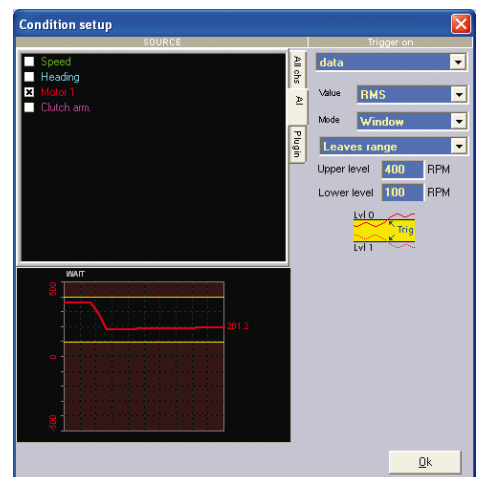 Condition setup
SOURCE
Trigger on
Speed
Heading
Motor 1
Clutch arm.
All chs
AI
Plugin
data
Value RMS
Mode Window
Leaves range
Upper level 400 RPM
Lower level 100 RPM
Lvl 0
Trig
Lvl 1
WAIT
500
201.2
0
-500
Ok